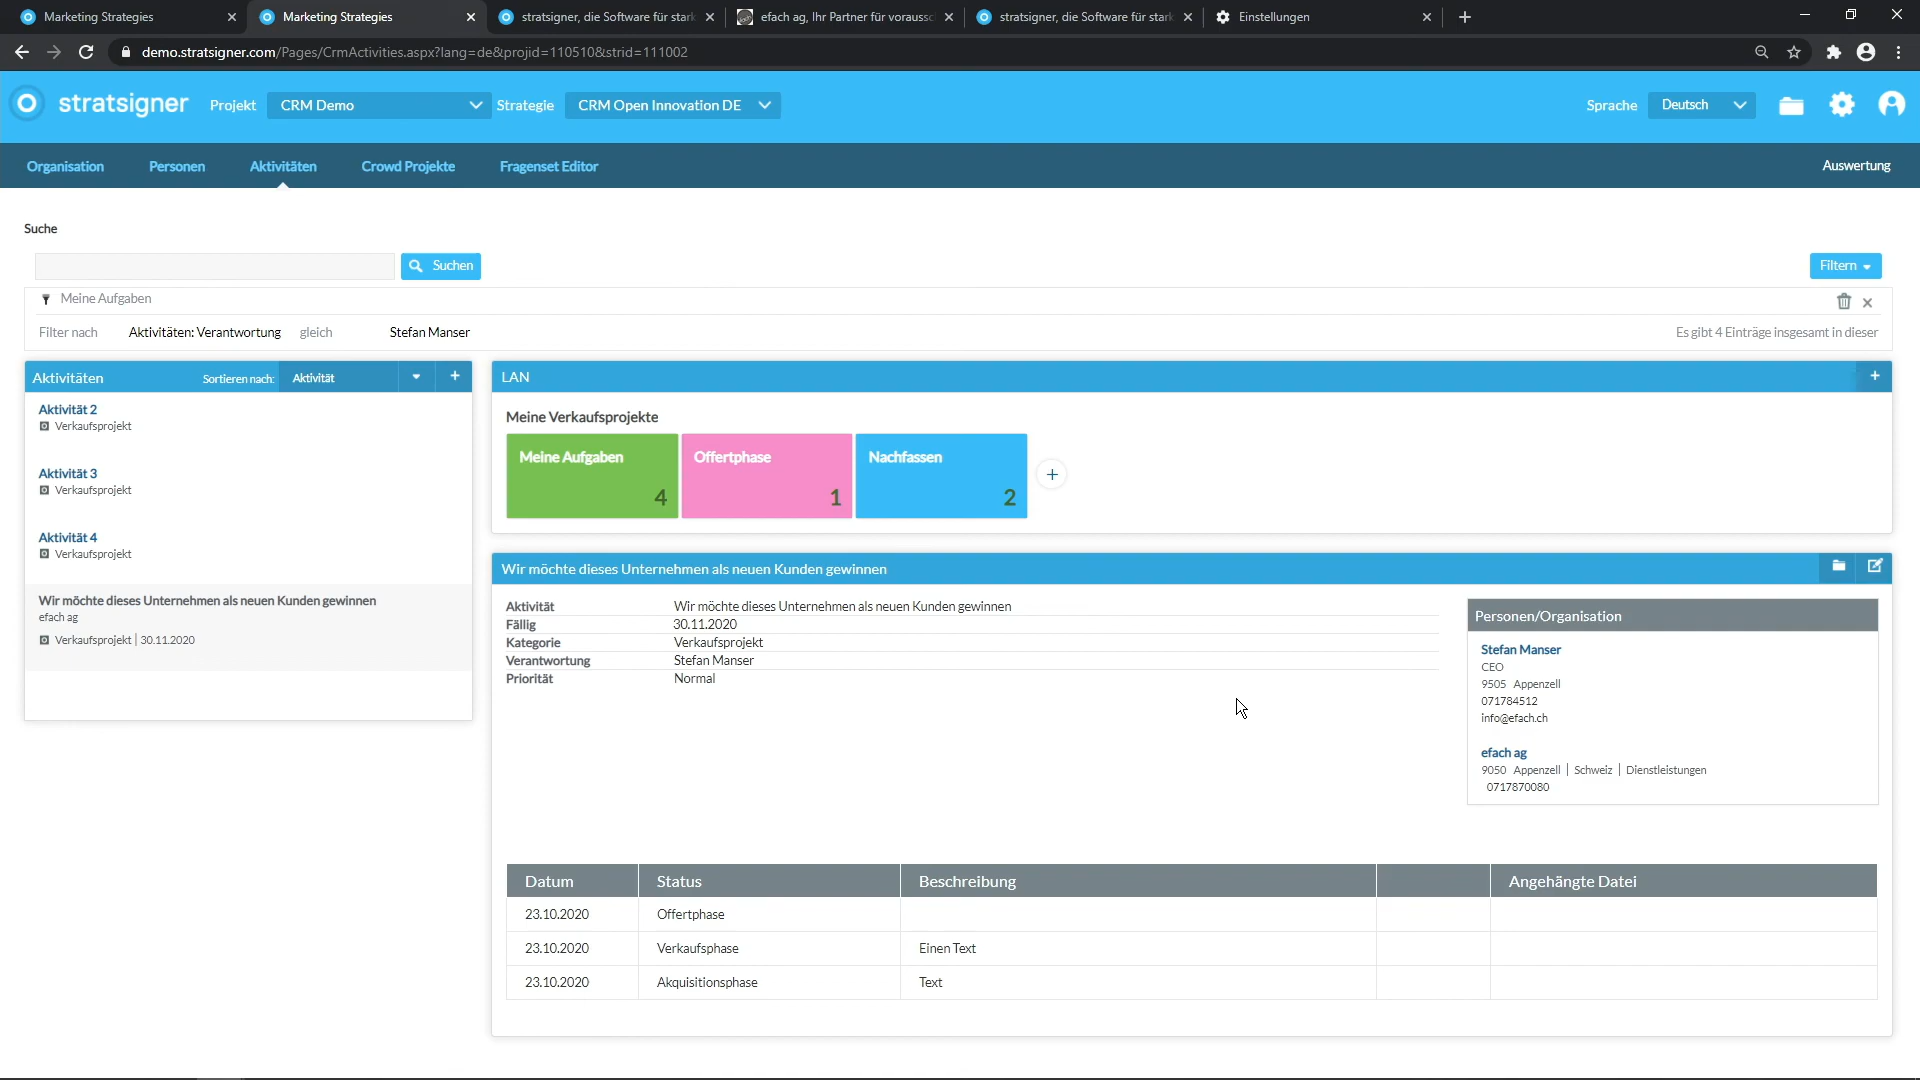 Marketing Strategies
Marketing Strategies
stratsigner, die Software für stark
efach ag, Ihr Partner für voraussc
stratsigner, die Software für stark
Einstellungen
demo.stratsigner.com/Pages/CrmActivities.aspx?lang=de&projid=110510&strid=111002
stratsigner
Projekt
CRM Demo
Strategie
CRM Open Innovation DE
Sprache
Deutsch
Organisation
Personen
Aktivitäten
Crowd Projekte
Fragenset Editor
Auswertung
Suche
Suchen
Filtern
Meine Aufgaben
Filter nach
Aktivitäten: Verantwortung
gleich
Stefan Manser
Es gibt 4 Einträge insgesamt in dieser
Aktivitäten
Sortieren nach:
Aktivität
+
Aktivität 2
Verkaufsprojekt
Aktivität 3
Verkaufsprojekt
Aktivität 4
Verkaufsprojekt
Wir möchte dieses Unternehmen als neuen Kunden gewinnen
efach ag
Verkaufsprojekt | 30.11.2020
LAN
+
Meine Verkaufsprojekte
Meine Aufgaben
4
Offertphase
1
Nachfassen
2
+
Wir möchte dieses Unternehmen als neuen Kunden gewinnen
Aktivität Wir möchte dieses Unternehmen als neuen Kunden gewinnen
Fällig 30.11.2020
Kategorie Verkaufsprojekt
Verantwortung Stefan Manser
Priorität Normal
Personen/Organisation
Stefan Manser
CEO
9505 Appenzell
071784512
info@efach.ch
efach ag
9050 Appenzell | Schweiz | Dienstleistungen
0717870080
Datum Status Beschreibung Angehängte Datei
23.10.2020 Offertphase
23.10.2020 Verkaufsphase Einen Text
23.10.2020 Akquisitionsphase Text